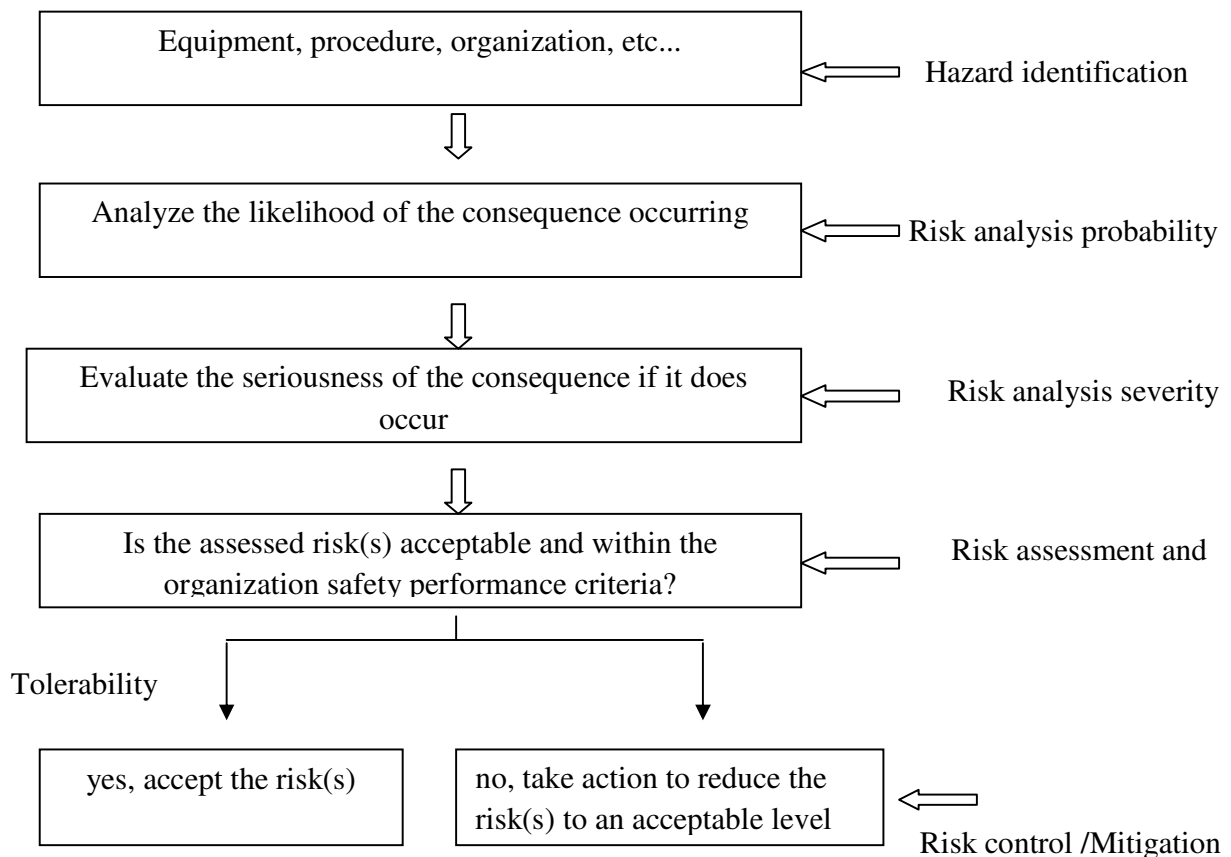 Equipment, procedure, organization, etc...
Hazard identification
Analyze the likelihood of the consequence occurring
Risk analysis probability
Evaluate the seriousness of the consequence if it does
occur
Risk analysis severity
Is the assessed risk(s) acceptable and within the
organization safety performance criteria?
Risk assessment and
Tolerability
yes, accept the risk(s)
no, take action to reduce the
risk(s) to an acceptable level
Risk control /Mitigation